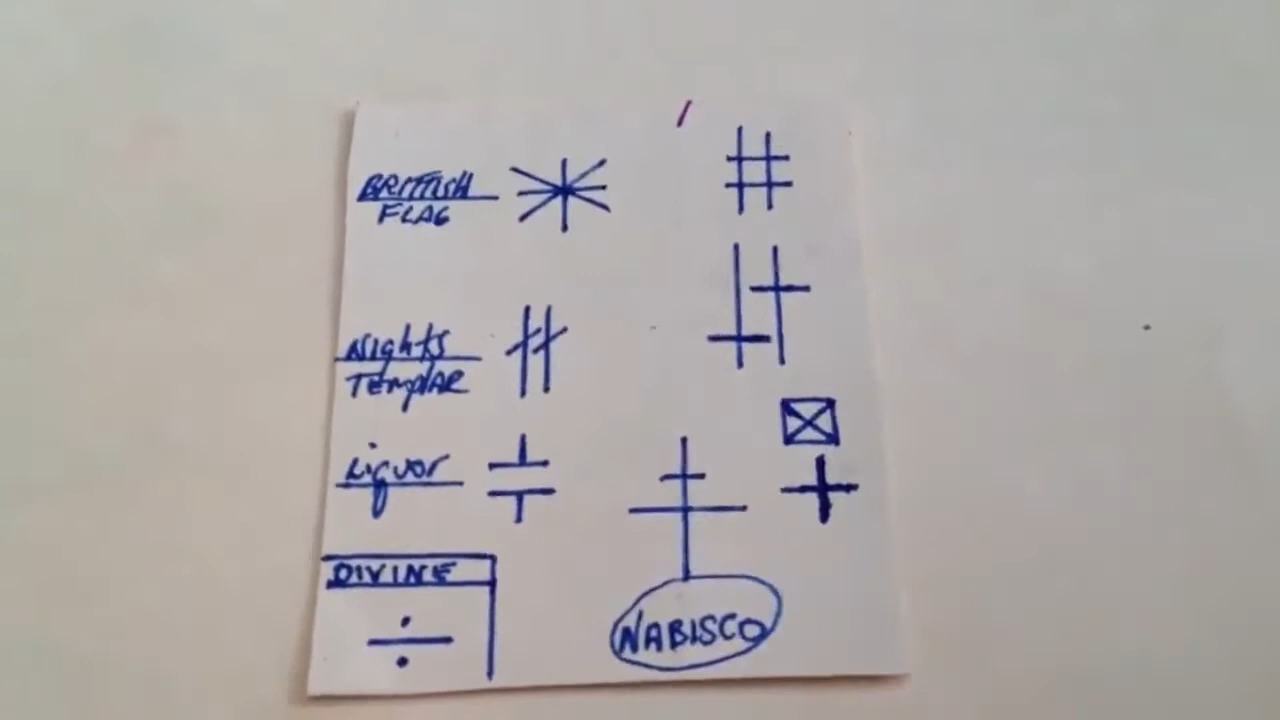 BRITISH
FLAG
Nights
TEMPLAR
Liquor
DIVINE
÷
NABISCO